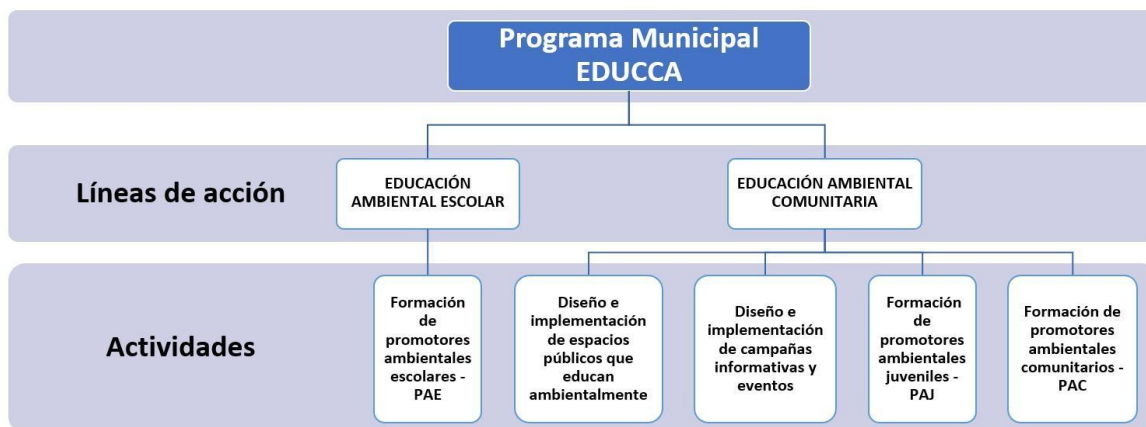 Programa Municipal
EDUCCA
Líneas de acción
EDUCACIÓN
AMBIENTAL ESCOLAR
EDUCACIÓN AMBIENTAL
COMUNITARIA
Actividades
Formación
de
promotores
ambientales
escolares -
PAE
Diseño e
implementación
de espacios
públicos que
educan
ambientalmente
Diseño e
implementación
de campañas
informativas y
eventos
Formación
de
promotores
ambientales
juveniles -
PAJ
Formación de
promotores
ambientales
comunitarios -
PAC